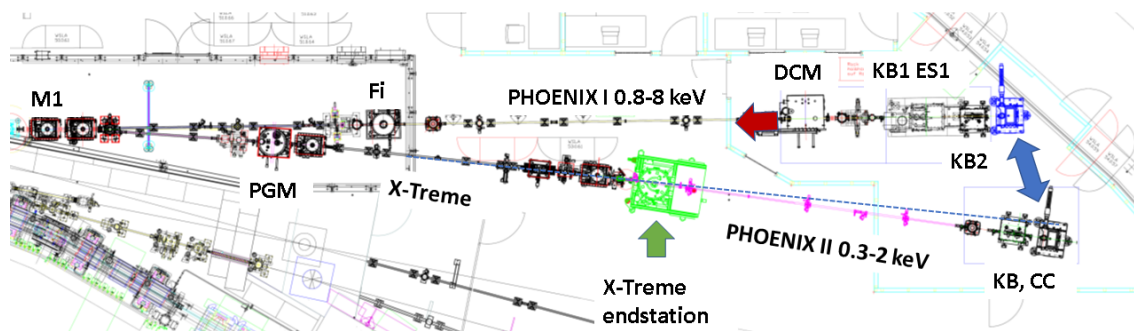 M1
Fi
PHOENIX I 0.8-8 keV
DCM
KB1 ES1
KB2
PGM
X-Treme
PHOENIX II 0.3-2 keV
KB, CC
X-Treme
endstation